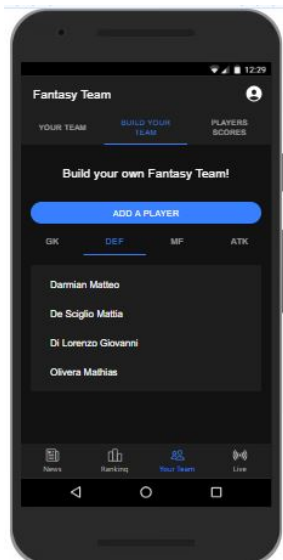 12:29
Fantasy Team
YOUR TEAM
BUILD YOUR
TEAM
PLAYERS
SCORES
Build your own Fantasy Team!
ADD A PLAYER
GK DEF MF ATK
Darmian Matteo
De Sciglio Mattia
Di Lorenzo Giovanni
Olivera Mathias
News Ranking Your Team Live